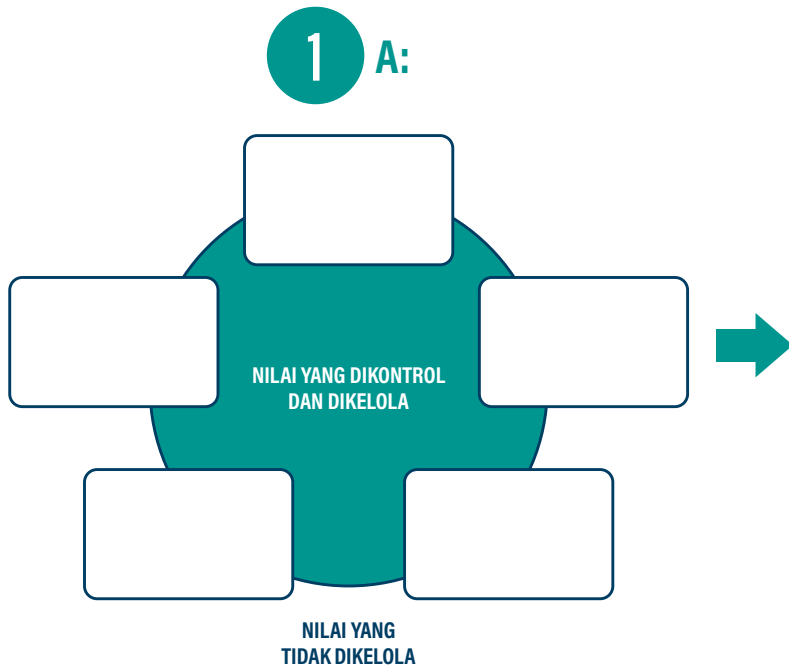 1 A:
NILAI YANG DIKONTROL
DAN DIKELOLA
NILAI YANG
TIDAK DIKELOLA